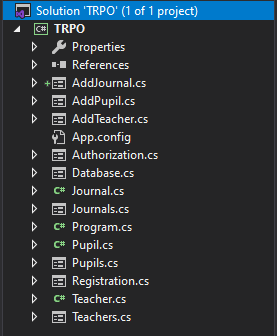 Solution 'TRPO' (1 of 1 project)
C# TRPO
Properties
References
+ AddJournal.cs
AddPupil.cs
AddTeacher.cs
App.config
Authorization.cs
Database.cs
C# Journal.cs
Journals.cs
C# Program.cs
C# Pupil.cs
Pupils.cs
Registration.cs
C# Teacher.cs
Teachers.cs